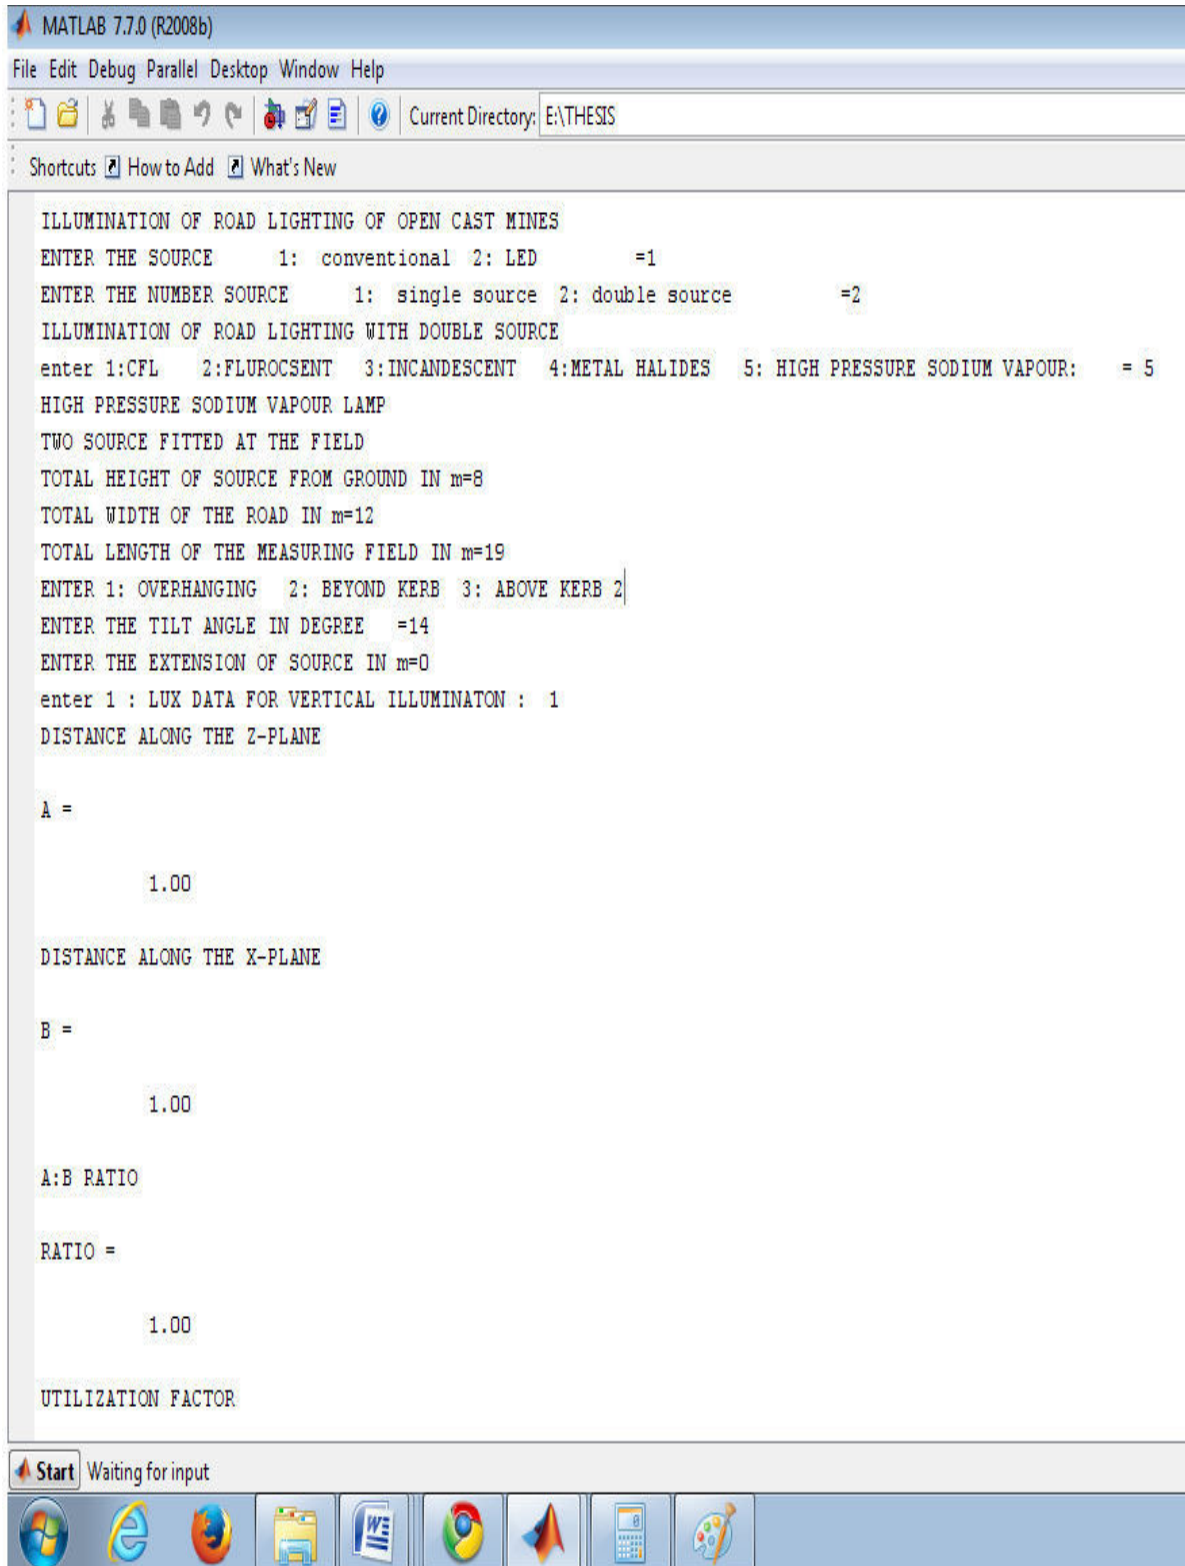 MATLAB 7.7.0 (R2008b)
File Edit Debug Parallel Desktop Window Help
Current Directory: E:\THESIS
Shortcuts How to Add What's New
ILLUMINATION OF ROAD LIGHTING OF OPEN CAST MINES
ENTER THE SOURCE 1: conventional 2: LED =1
ENTER THE NUMBER SOURCE 1: single source 2: double source =2
ILLUMINATION OF ROAD LIGHTING WITH DOUBLE SOURCE
enter 1:CFL 2:FLUROCSENT 3:INCANDESCENT 4:METAL HALIDES 5: HIGH PRESSURE SODIUM VAPOUR: = 5
HIGH PRESSURE SODIUM VAPOUR LAMP
TWO SOURCE FITTED AT THE FIELD
TOTAL HEIGHT OF SOURCE FROM GROUND IN m=8
TOTAL WIDTH OF THE ROAD IN m=12
TOTAL LENGTH OF THE MEASURING FIELD IN m=19
ENTER 1: OVERHANGING 2: BEYOND KERB 3: ABOVE KERB 2
ENTER THE TILT ANGLE IN DEGREE =14
ENTER THE EXTENSION OF SOURCE IN m=0
enter 1 : LUX DATA FOR VERTICAL ILLUMINATON : 1
DISTANCE ALONG THE Z-PLANE
A =
1.00
DISTANCE ALONG THE X-PLANE
B =
1.00
A:B RATIO
RATIO =
1.00
UTILIZATION FACTOR
Start Waiting for input